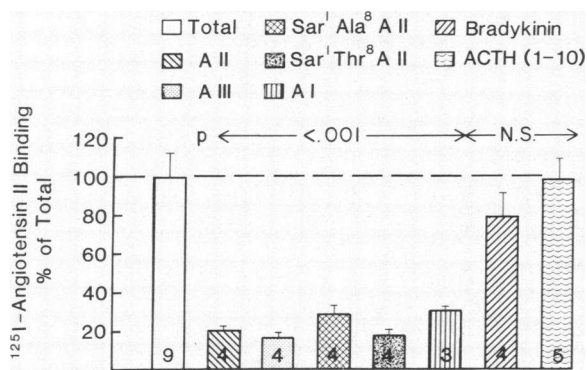 Total Sar¹ Ala⁸ A II Bradykinin
A II Sar¹ Thr⁸ A II ACTH (1-10)
A III A I
p <.001 N.S.
120
100
80
60
40
20
¹²⁵I-Angiotensin II Binding
% of Total
9 4 4 4 4 3 4 5